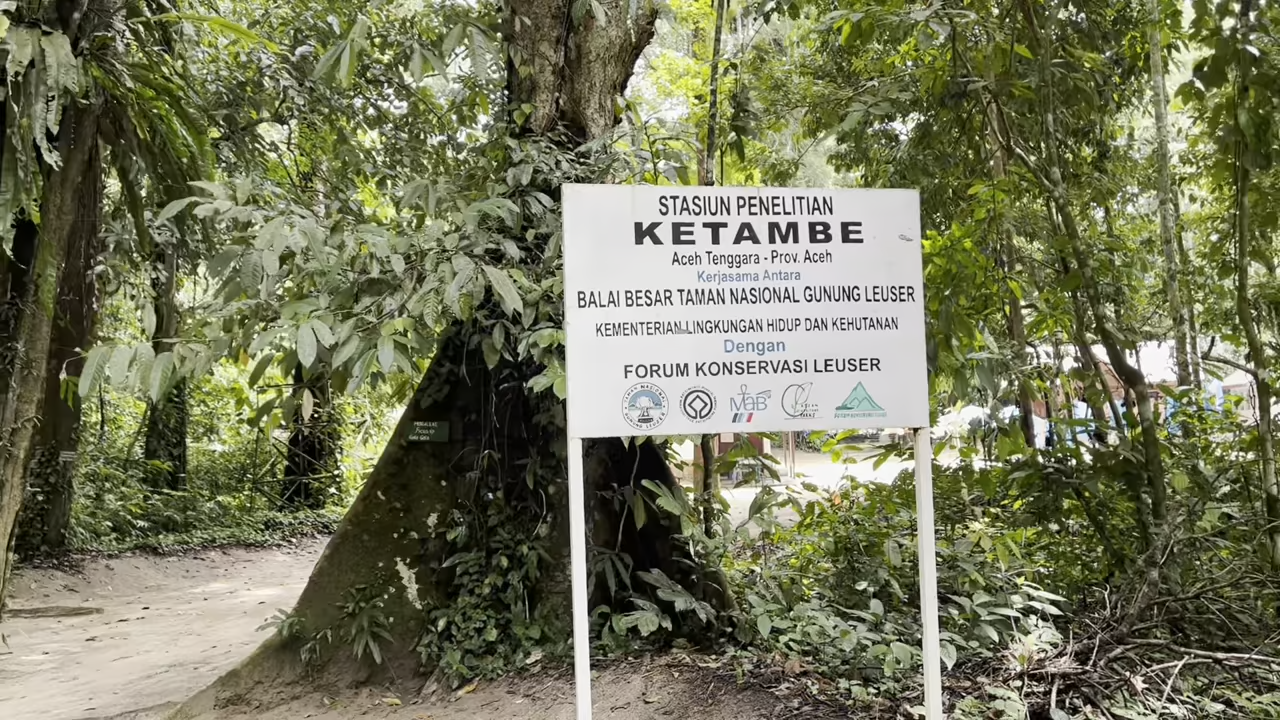 STASIUN PENELITIAN
KETAMBE
Aceh Tenggara - Prov. Aceh
Kerjasama Antara
BALAI BESAR TAMAN NASIONAL GUNUNG LEUSER
KEMENTERIAN LINGKUNGAN HIDUP DAN KEHUTANAN
Dengan
FORUM KONSERVASI LEUSER